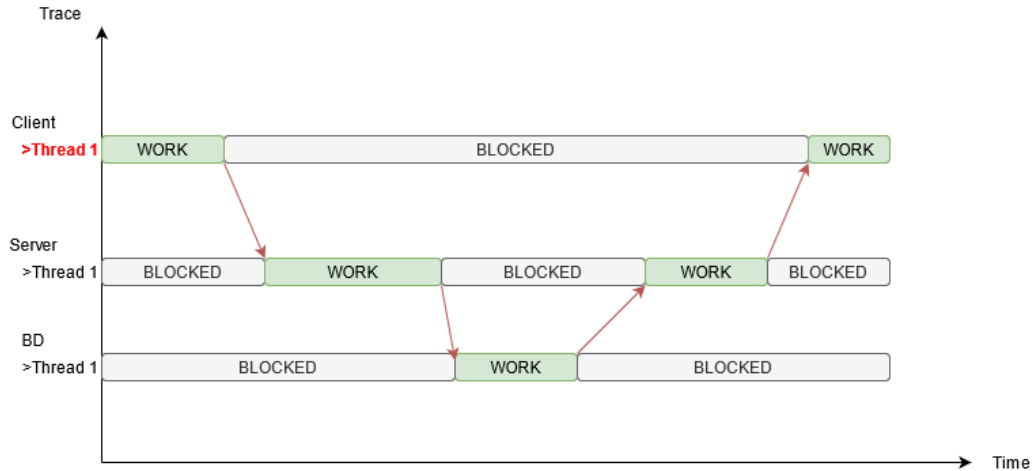 Trace
Client
>Thread 1
WORK
BLOCKED
WORK
Server
>Thread 1
BLOCKED
WORK
BLOCKED
WORK
BLOCKED
BD
>Thread 1
BLOCKED
WORK
BLOCKED
Time